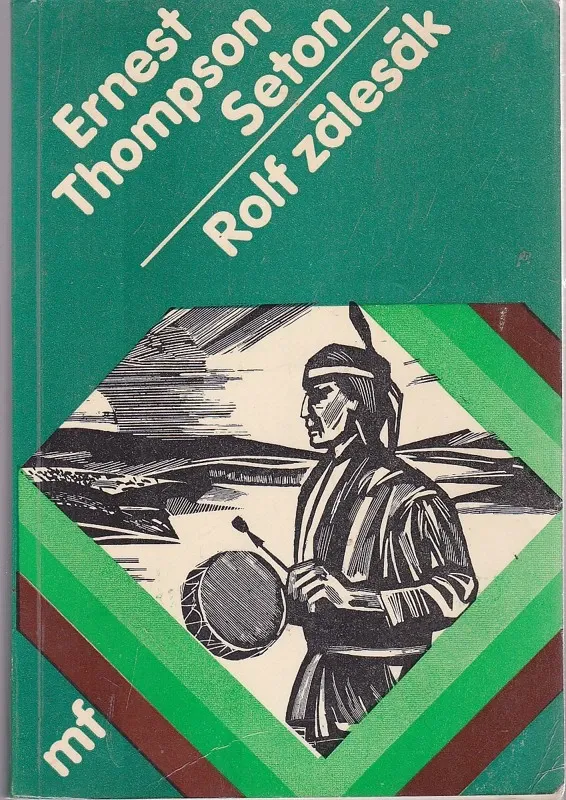 Ernest
Thompson
Seton
Rolf zálesák
mf